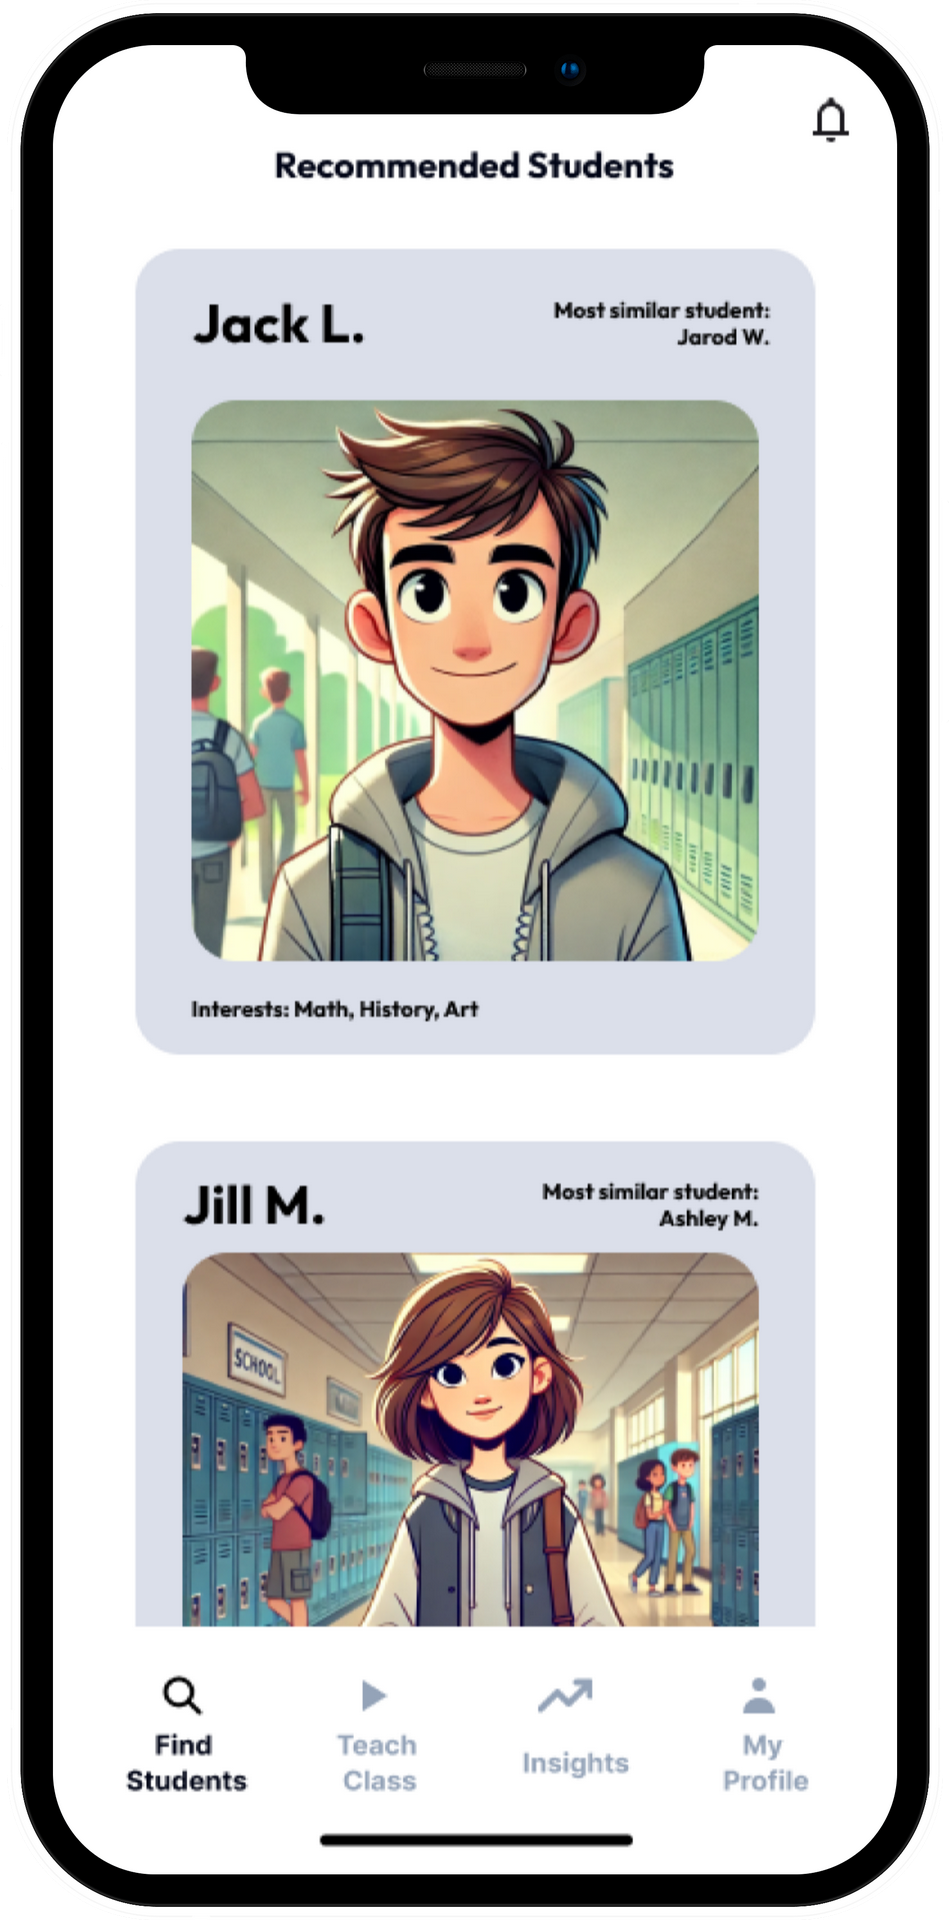 Recommended Students
Jack L.
Most similar student:
Jarod W.
Interests: Math, History, Art
Jill M.
Most similar student:
Ashley M.
SCHOOL
Find
Students
Teach
Class
Insights
My
Profile